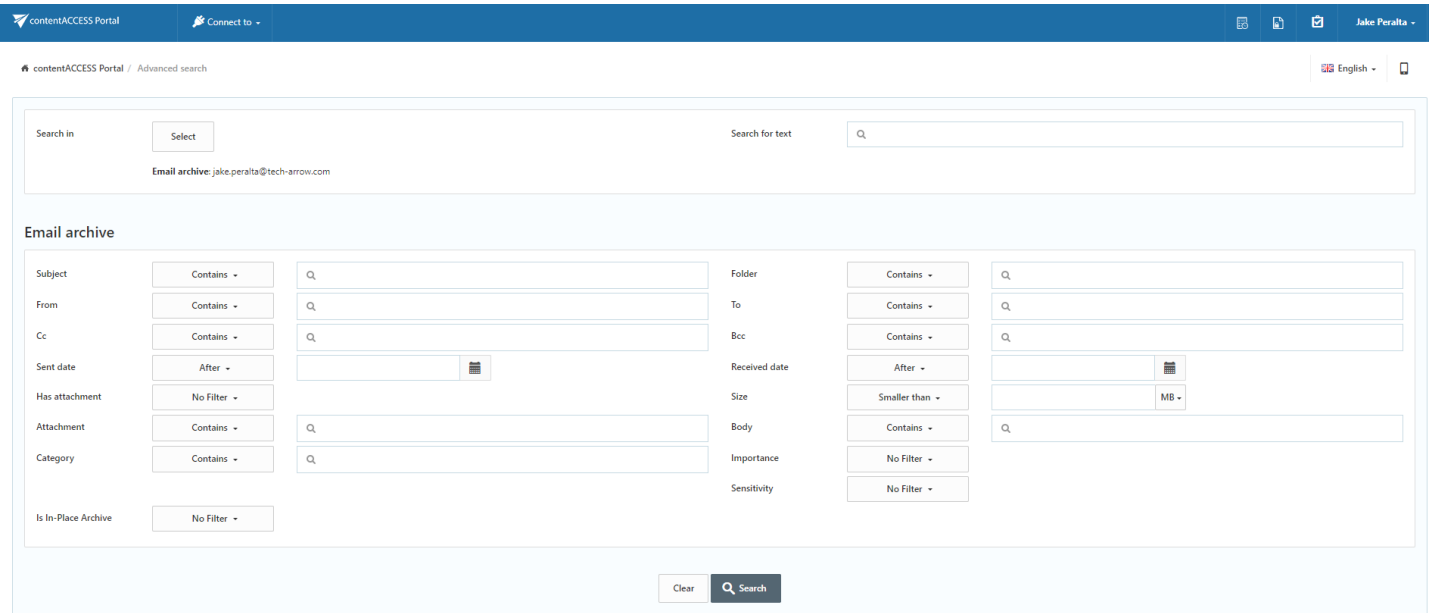 contentACCESS Portal Connect to Jake Peralta
contentACCESS Portal / Advanced search English
Search in Select Search for text
Email archive: jake.peralta@tech-arrow.com
Email archive
Subject Contains Folder Contains
From Contains To Contains
Cc Contains Bcc Contains
Sent date After Received date After
Has attachment No Filter Size Smaller than MB
Attachment Contains Body Contains
Category Contains Importance No Filter
Sensitivity No Filter
Is In-Place Archive No Filter
Clear Search